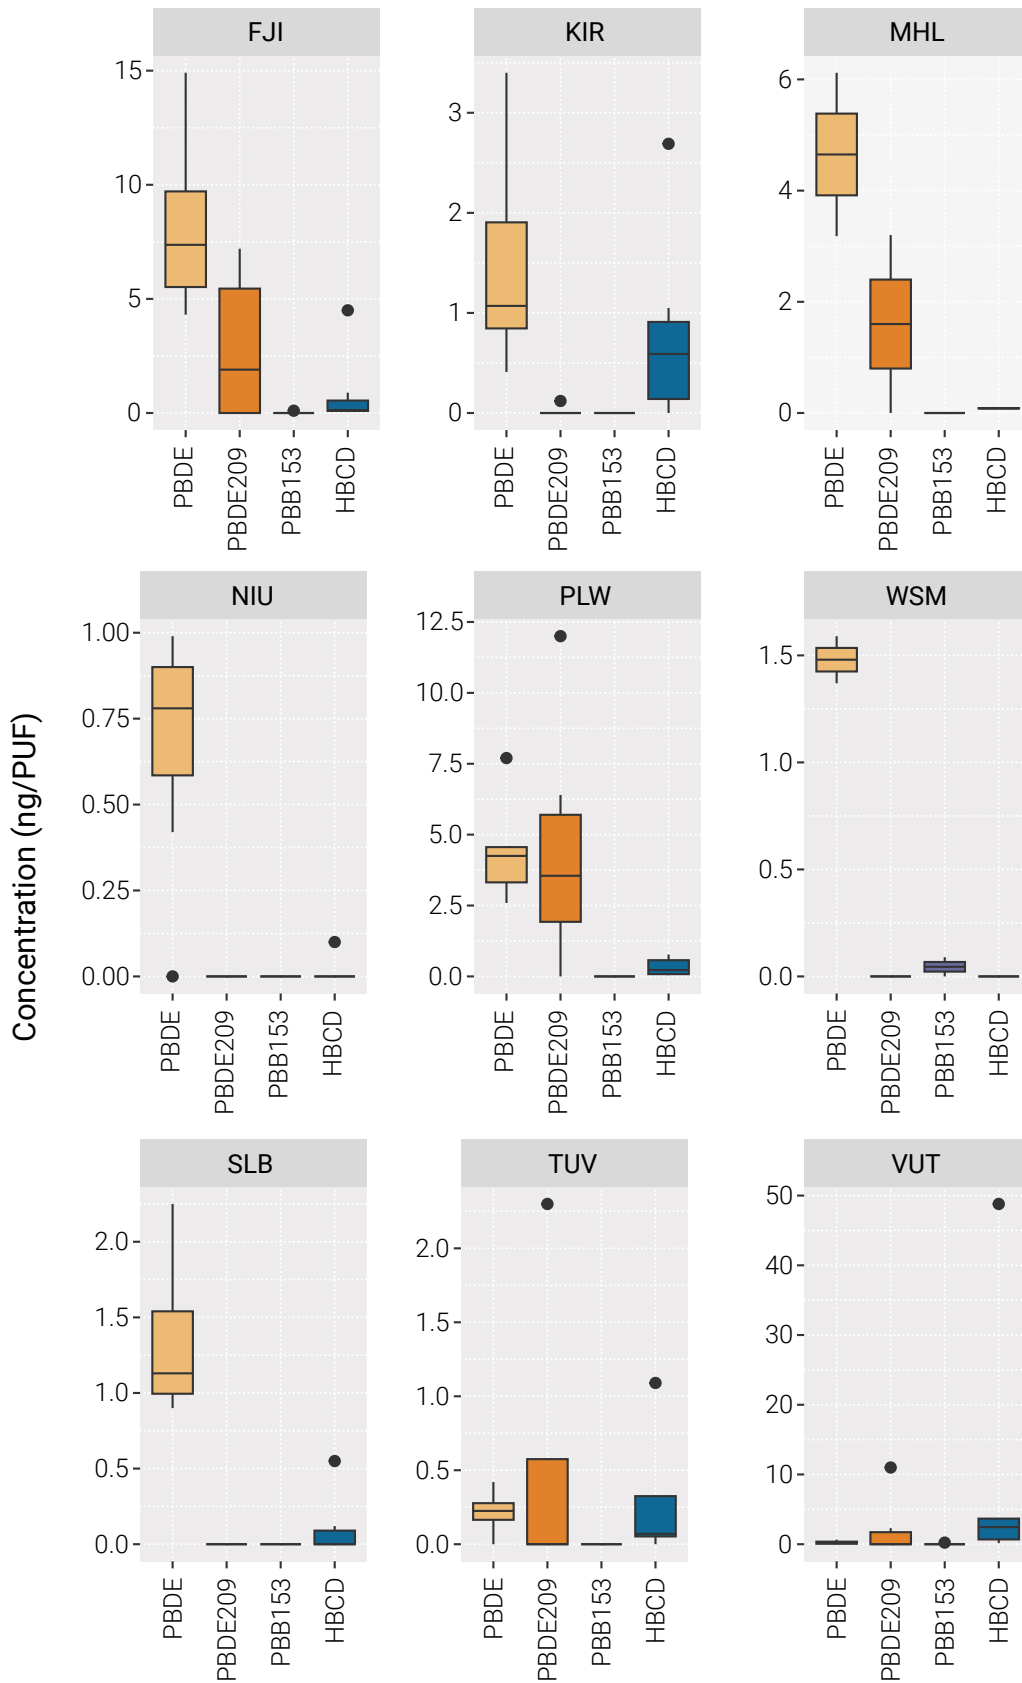 FJI KIR MHL
15
10
5
0
PBDE
PBDE209
PBB153
HBCD
3
2
1
0
PBDE
PBDE209
PBB153
HBCD
6
4
2
0
PBDE
PBDE209
PBB153
HBCD
Concentration (ng/PUF)
NIU PLW WSM
1.00
0.75
0.50
0.25
0.00
PBDE
PBDE209
PBB153
HBCD
12.5
10.0
7.5
5.0
2.5
0.0
PBDE
PBDE209
PBB153
HBCD
1.5
1.0
0.5
0.0
PBDE
PBDE209
PBB153
HBCD
SLB TUV VUT
2.0
1.5
1.0
0.5
0.0
PBDE
PBDE209
PBB153
HBCD
2.0
1.5
1.0
0.5
0.0
PBDE
PBDE209
PBB153
HBCD
50
40
30
20
10
0
PBDE
PBDE209
PBB153
HBCD